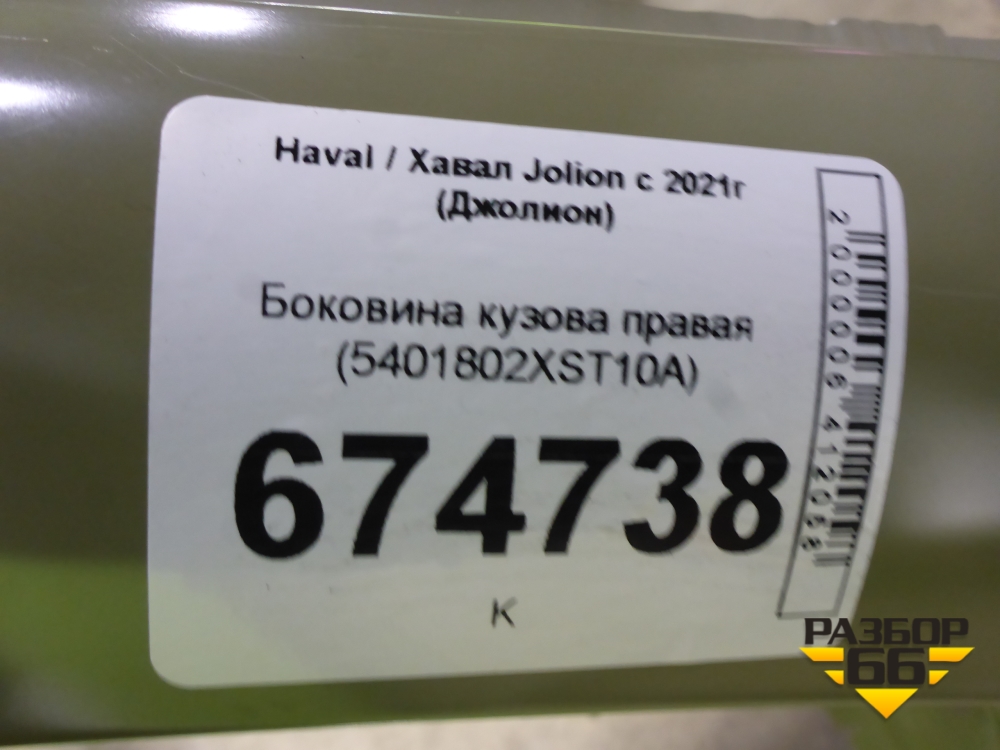 Haval / Хавал Jolion с 2021г
(Джолион)
Боковина кузова правая
(5401802XST10A)
674738
К
2000006412068
РАЗБОР
66